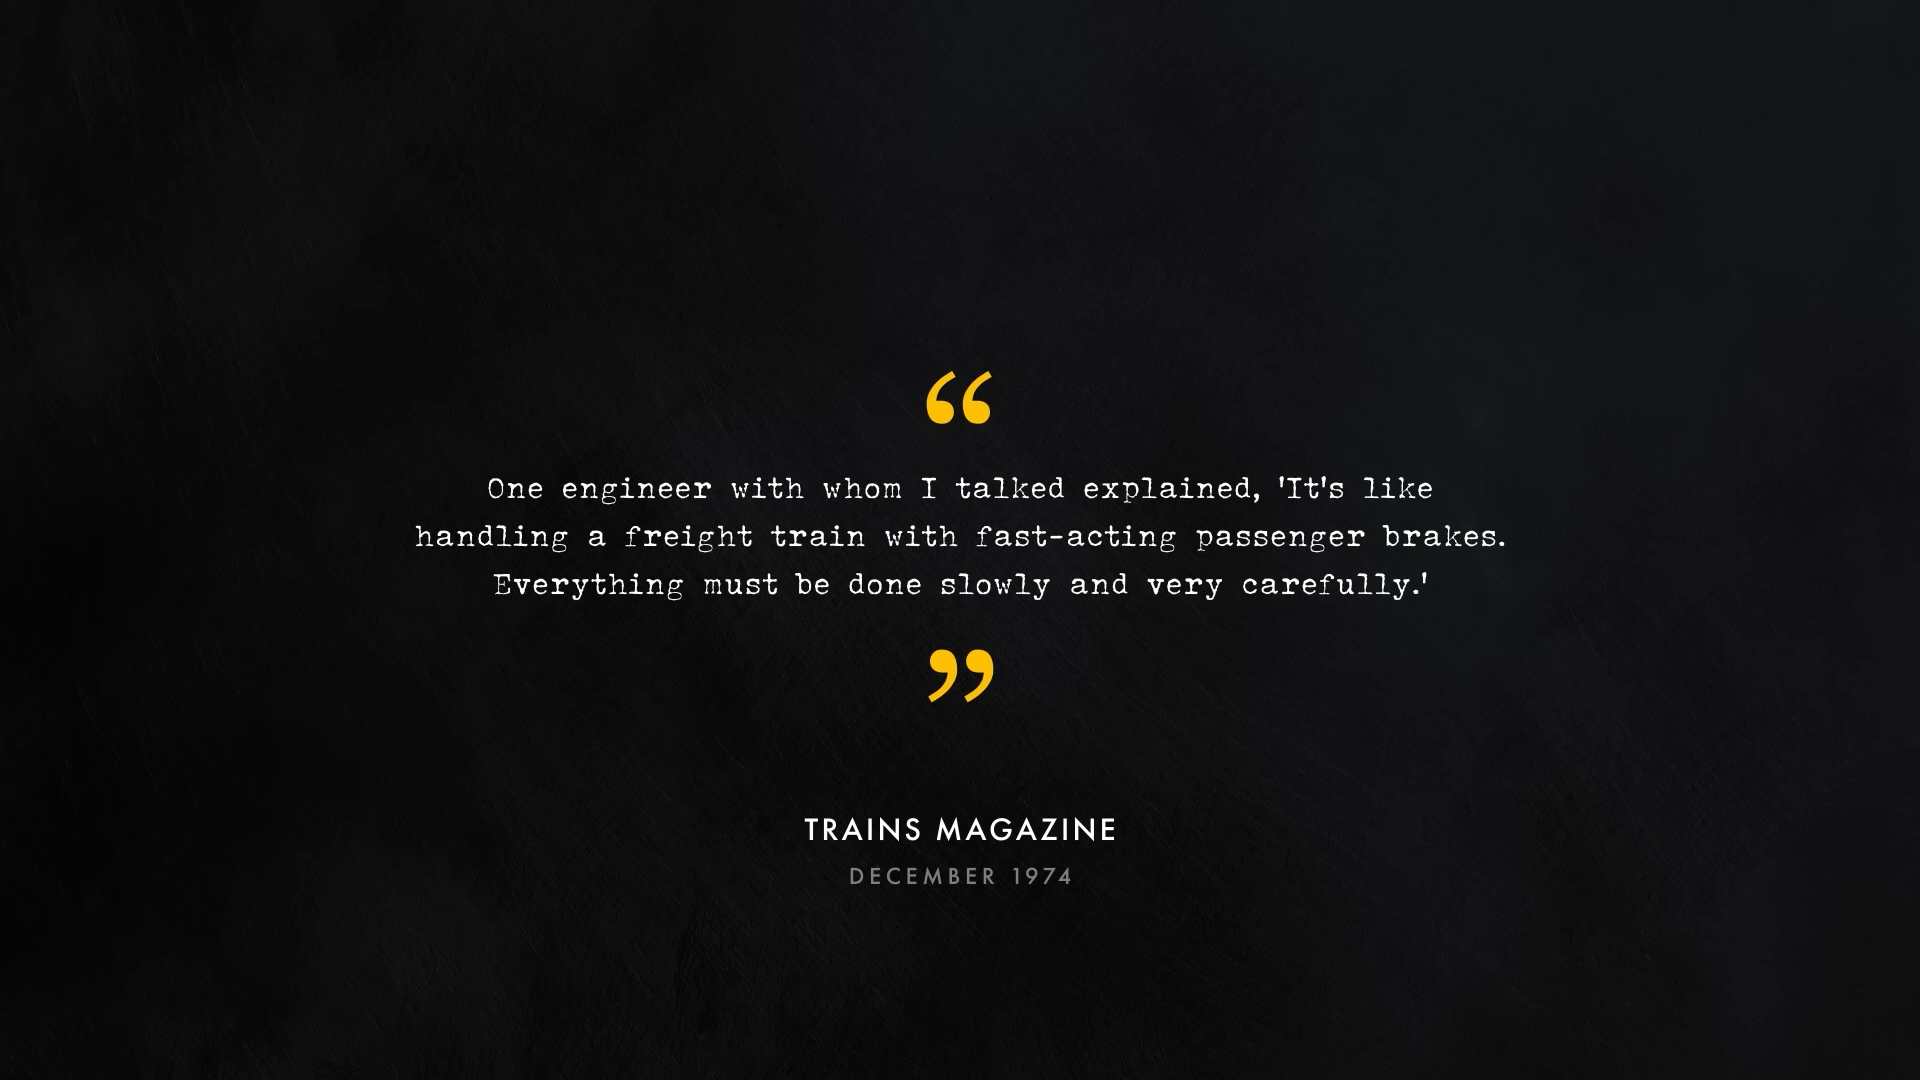 “
One engineer with whom I talked explained, 'It's like
handling a freight train with fast-acting passenger brakes.
Everything must be done slowly and very carefully.'
”
TRAINS MAGAZINE
DECEMBER 1974